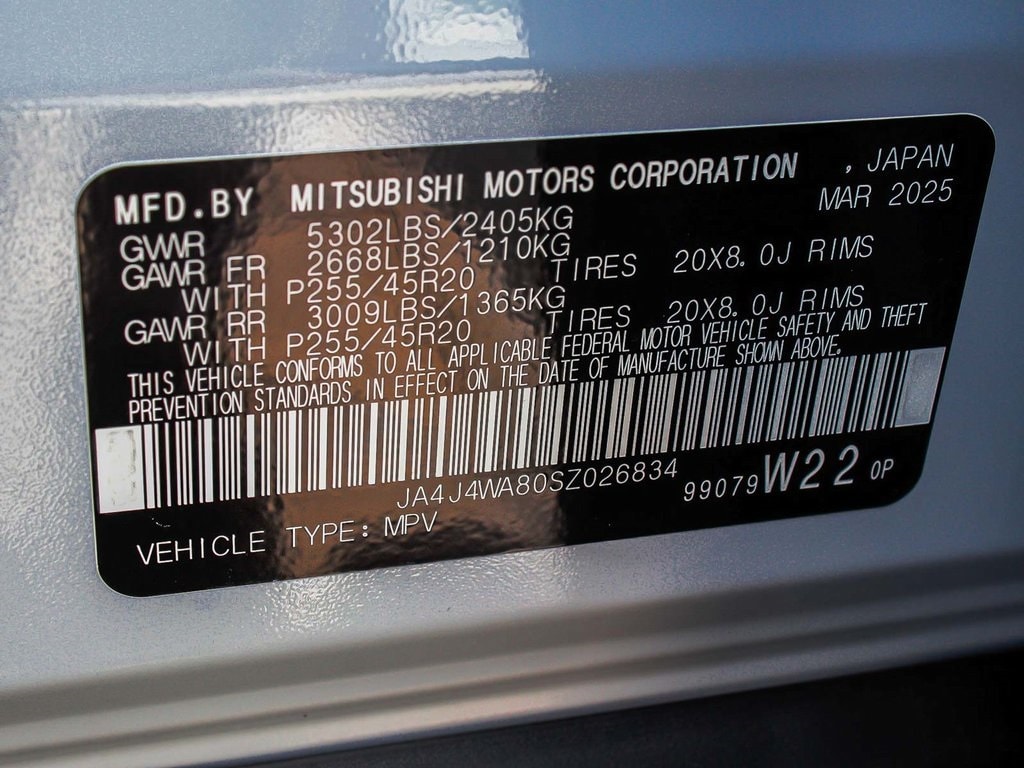 MFD.BY MITSUBISHI MOTORS CORPORATION , JAPAN
MAR 2025
GVWR 5302LBS/2405KG
GAWR FR 2668LBS/1210KG
WITH P255/45R20 TIRES 20X8.0J RIMS
GAWR RR 3009LBS/1365KG
WITH P255/45R20 TIRES 20X8.0J RIMS
THIS VEHICLE CONFORMS TO ALL APPLICABLE FEDERAL MOTOR VEHICLE SAFETY AND THEFT
PREVENTION STANDARDS IN EFFECT ON THE DATE OF MANUFACTURE SHOWN ABOVE.
JA4J4WA80SZ026834
99079 W22 0P
VEHICLE TYPE: MPV